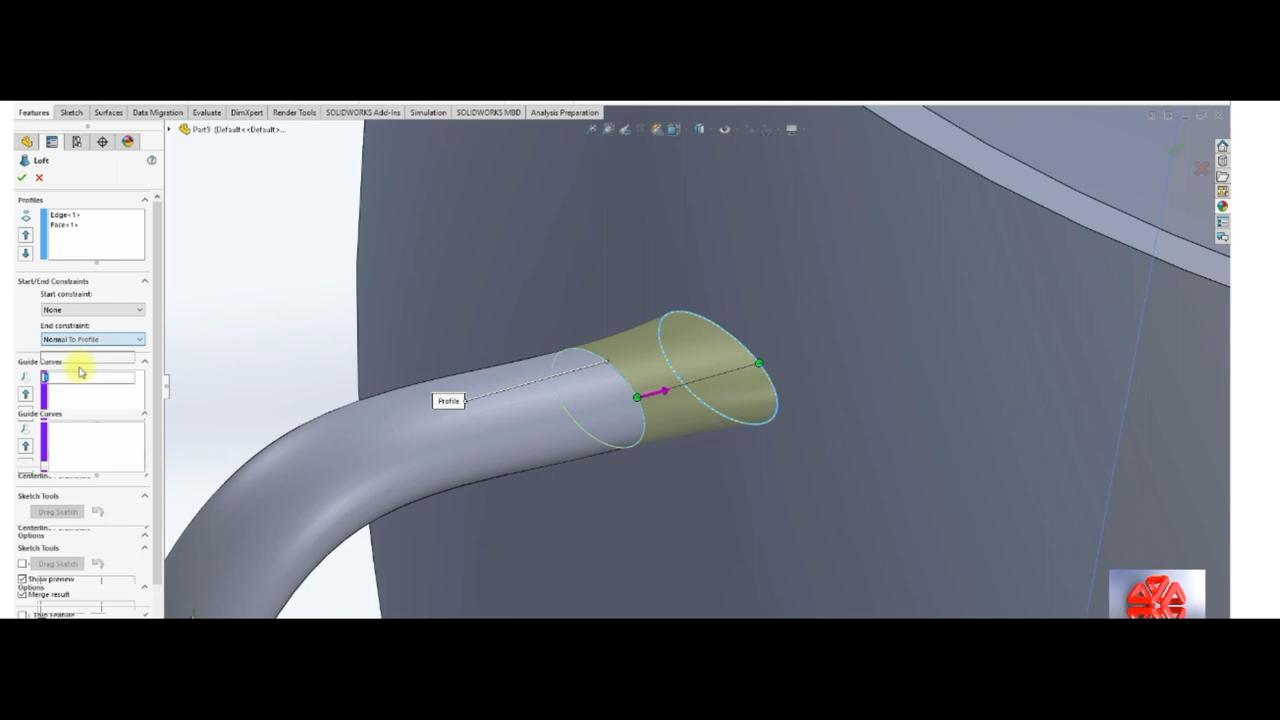 Features Sketch Surfaces Data Migration Evaluate DimXpert Render Tools SOLIDWORKS Add-Ins Simulation SOLIDWORKS MBD Analysis Preparation
Part3 (Default<<Default>...
Loft
Profiles
Edge<1>
Face<1>
Start/End Constraints
Start constraint:
None
End constraint:
Normal To Profile
Guide Curves
Guide Curves
Profile
Sketch Tools
Drag Sketch
Options
Sketch Tools
Drag Sketch
Show preview
Options
Merge result